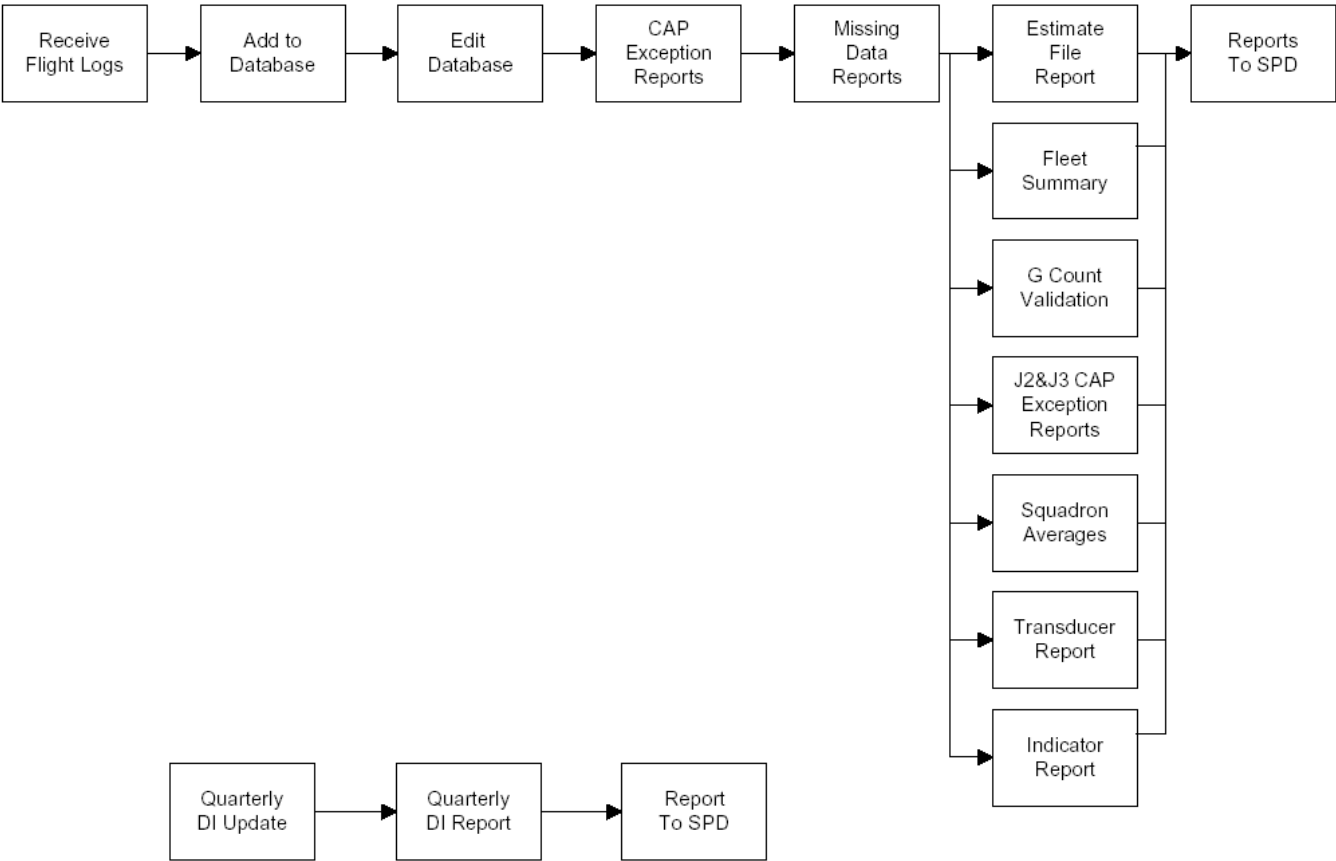 Receive
Flight Logs
Add to
Database
Edit
Database
CAP
Exception
Reports
Missing
Data
Reports
Estimate
File
Report
Reports
To SPD
Fleet
Summary
G Count
Validation
J2&J3 CAP
Exception
Reports
Squadron
Averages
Transducer
Report
Indicator
Report
Quarterly
DI Update
Quarterly
DI Report
Report
To SPD